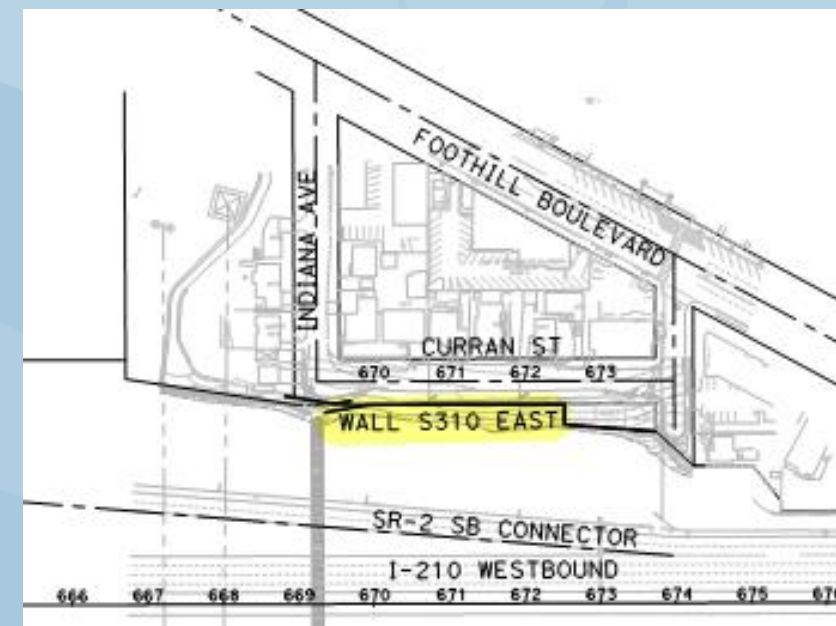 FOOTHILL BOULEVARD
INDIANA AVE
CURRAN ST
670 671 672 673
WALL S310 EAST
SR-2 SB CONNECTOR
I-210 WESTBOUND
666 667 668 669 670 671 672 673 674 675